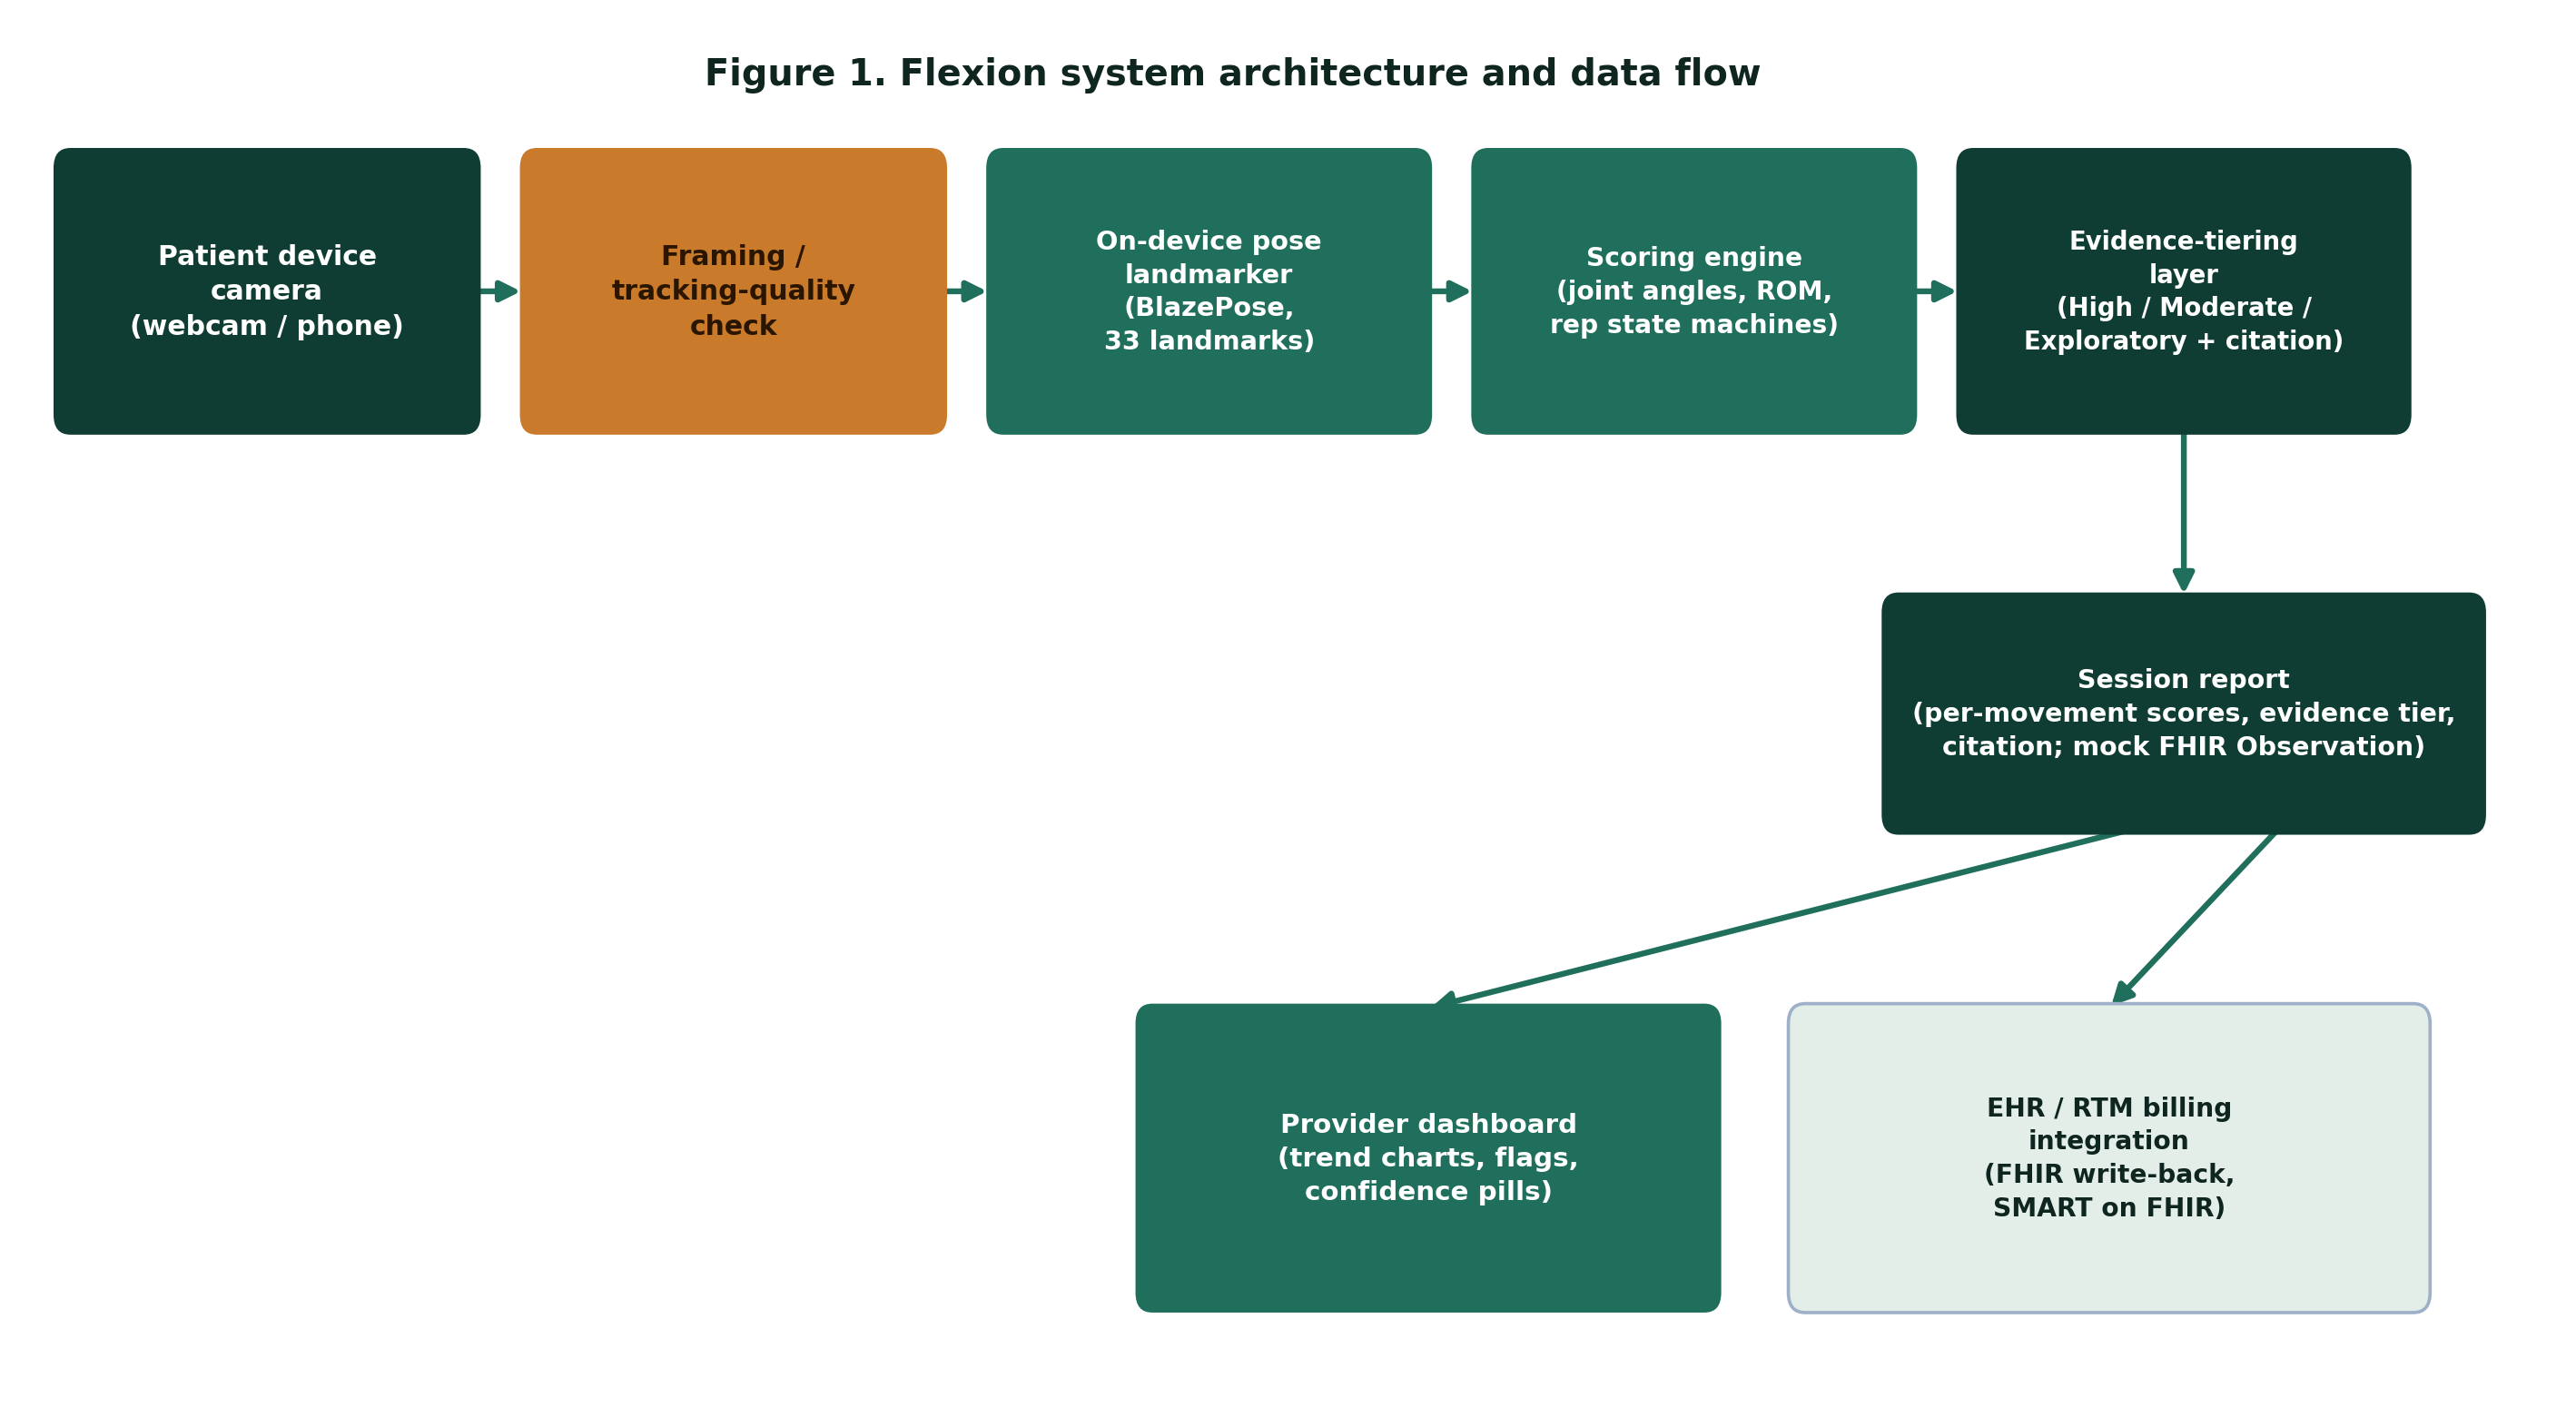 Figure 1. Flexion system architecture and data flow
Patient device
camera
(webcam / phone)
Framing /
tracking-quality
check
On-device pose
landmarker
(BlazePose,
33 landmarks)
Scoring engine
(joint angles, ROM,
rep state machines)
Evidence-tiering
layer
(High / Moderate /
Exploratory + citation)
Session report
(per-movement scores, evidence tier,
citation; mock FHIR Observation)
Provider dashboard
(trend charts, flags,
confidence pills)
EHR / RTM billing
integration
(FHIR write-back,
SMART on FHIR)